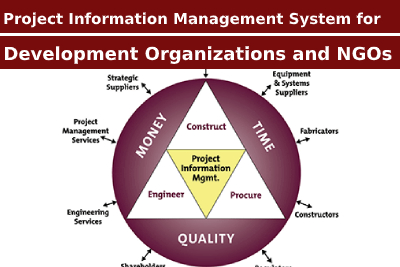 Project Information Management System for
Development Organizations and NGOs
Strategic
Suppliers
Equipment
& Systems
Suppliers
MONEY
TIME
Construct
Project
Management
Services
Fabricators
Project
Information
Mgmt.
Engineer
Procure
Engineering
Services
Constructors
QUALITY
Shareholders